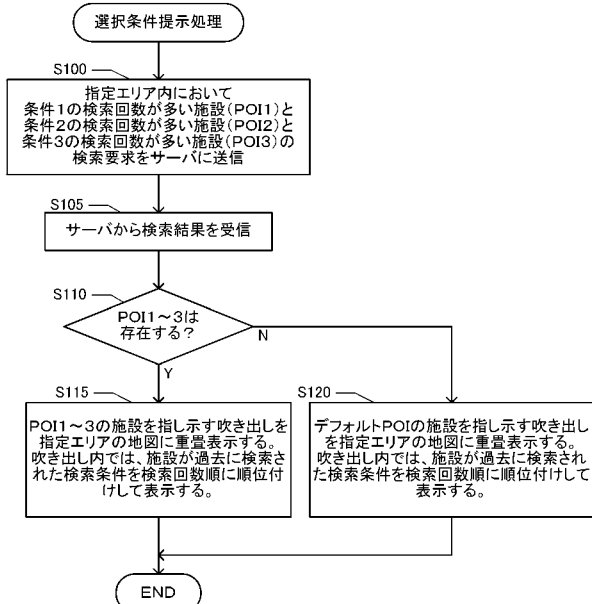 選択条件提示処理
S100
指定エリア内において
条件1の検索回数が多い施設(POI1)と
条件2の検索回数が多い施設(POI2)と
条件3の検索回数が多い施設(POI3)の
検索要求をサーバに送信
S105
サーバから検索結果を受信
S110
POI1～3は
存在する?
N
Y
S115
POI1～3の施設を指し示す吹き出しを
指定エリアの地図に重畳表示する。
吹き出し内では、施設が過去に検索さ
れた検索条件を検索回数順に順位付
けして表示する。
S120
デフォルトPOIの施設を指し示す吹き出し
を指定エリアの地図に重畳表示する。
吹き出し内では、施設が過去に検索され
た検索条件を検索回数順に順位付けして
表示する。
END